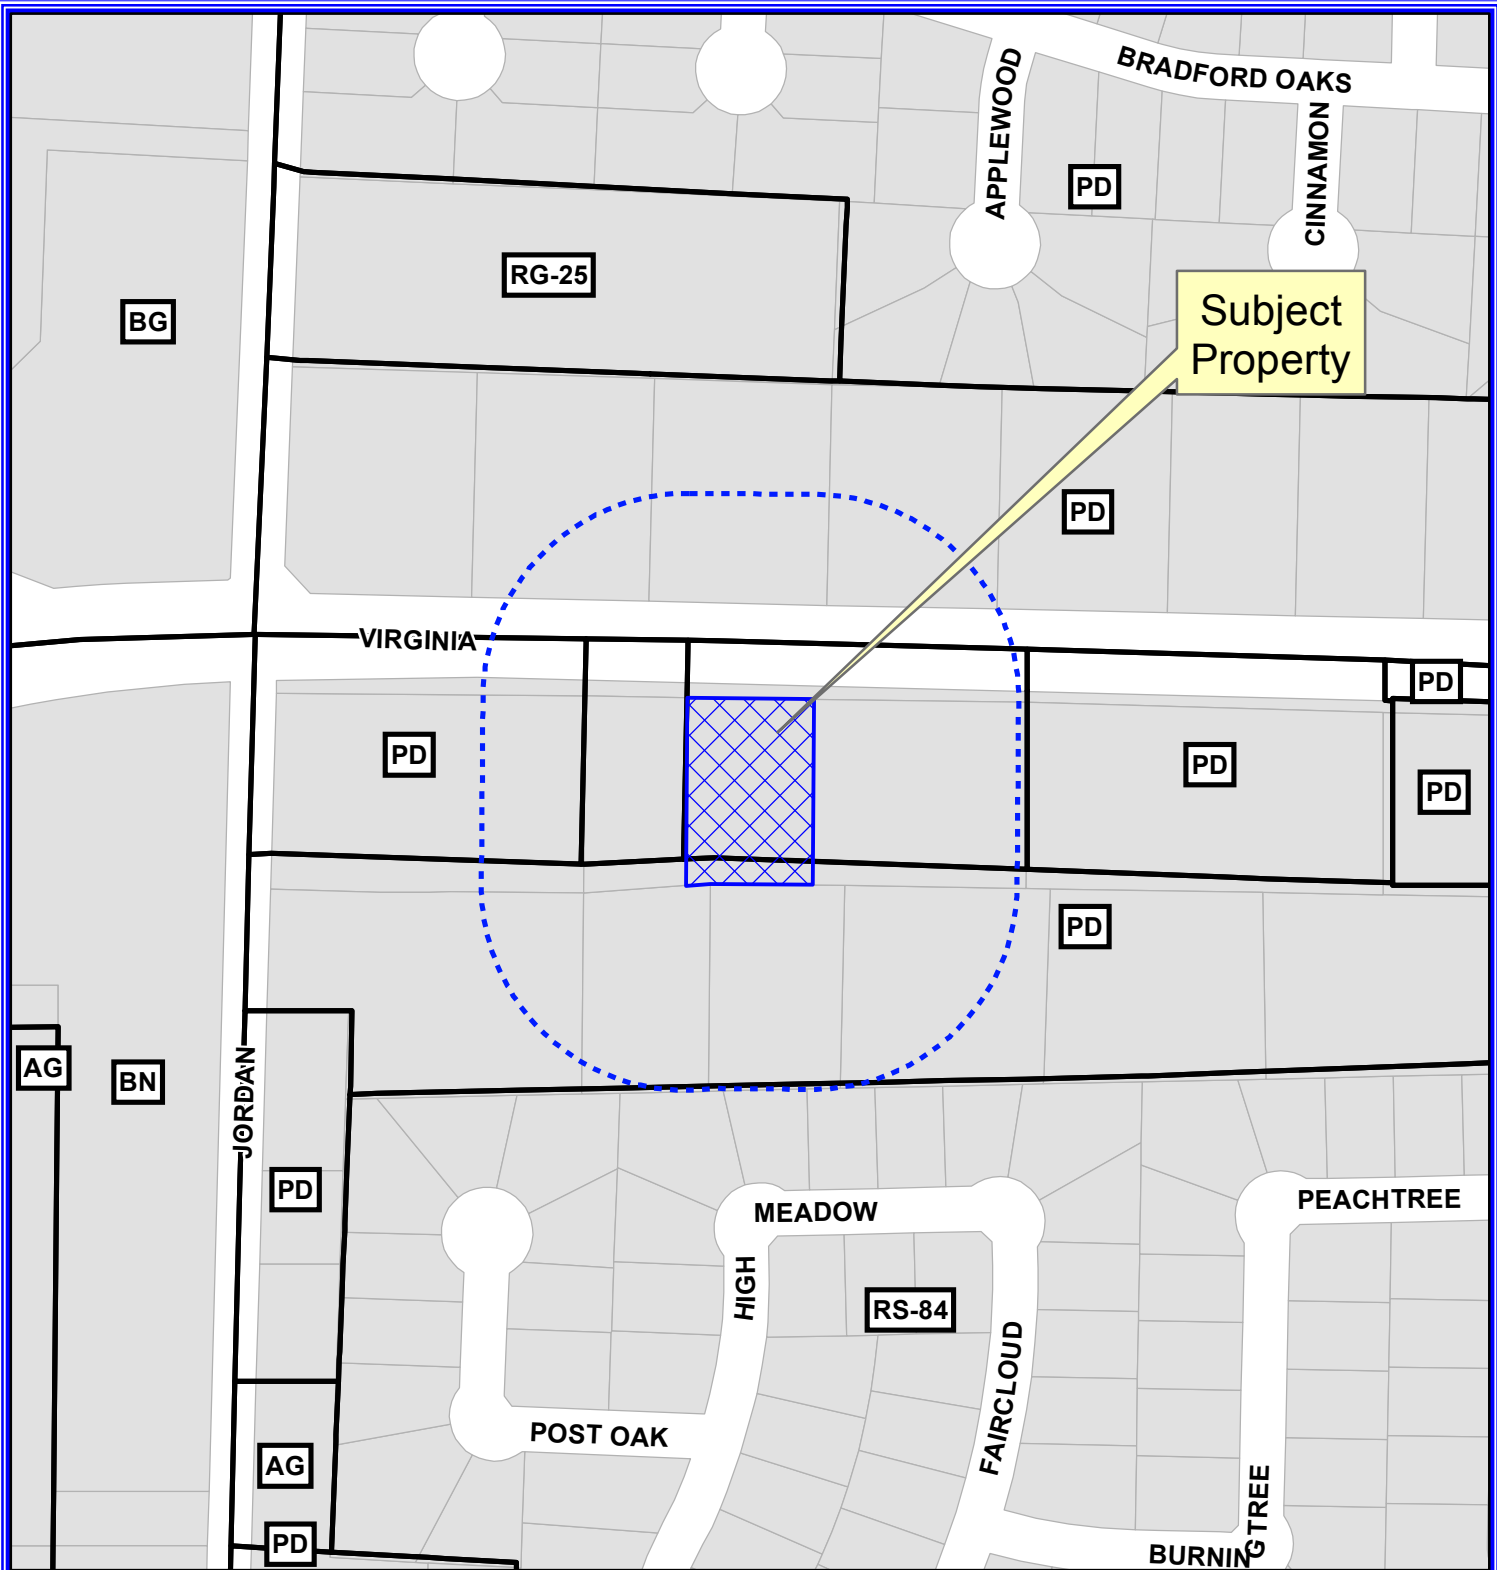 BRADFORD OAKS
APPLEWOOD
CINNAMON
PD
RG-25
BG
Subject
Property
PD
VIRGINIA
PD
PD
PD
PD
PD
AG
BN
JORDAN
PD
MEADOW
PEACHTREE
HIGH
RS-84
FAIRCLOUD
POST OAK
AG
GTREE
PD
BURNIN